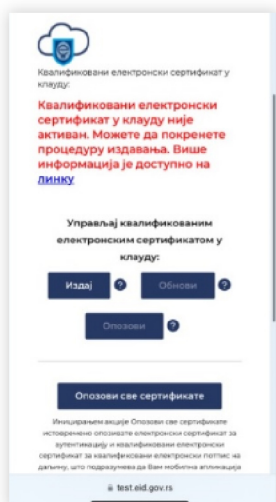 Квалификовани електронски сертификат у
клауду:
Квалификовани електронски
сертификат у клауду није
активан. Можете да покренете
процедуру издавања. Више
информација је доступно на
линку
Управљај квалификованим
електронским сертификатом у
клауду:
Издај ? Обнови ?
Опозови ?
Опозови све сертификате
Иницирањем акције Опозови све сертификате
истовремено опозивате електронски сертификат за
аутентикацију и квалификовани електронски
сертификат за квалификовани електронски потпис на
даљину, што подразумева да Вам мобилна апликација
test.eid.gov.rs